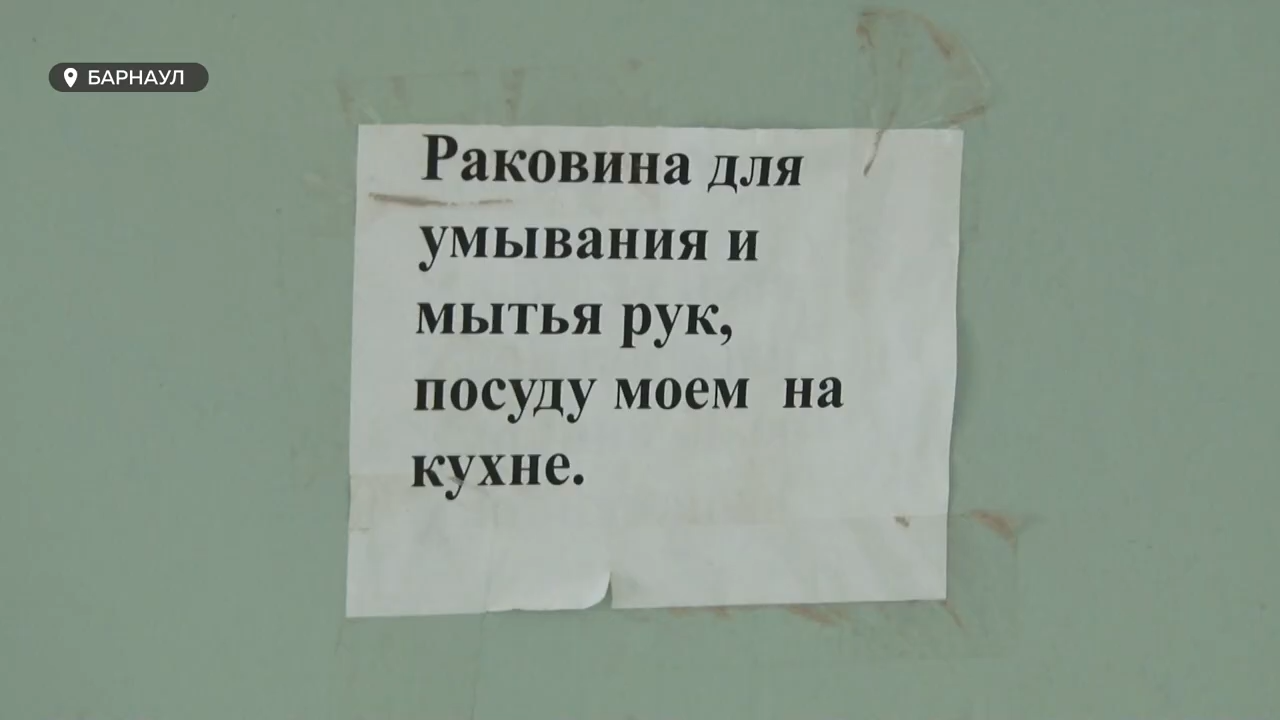 БАРНАУЛ
Раковина для
умывания и
мытья рук,
посуду моем  на
кухне.